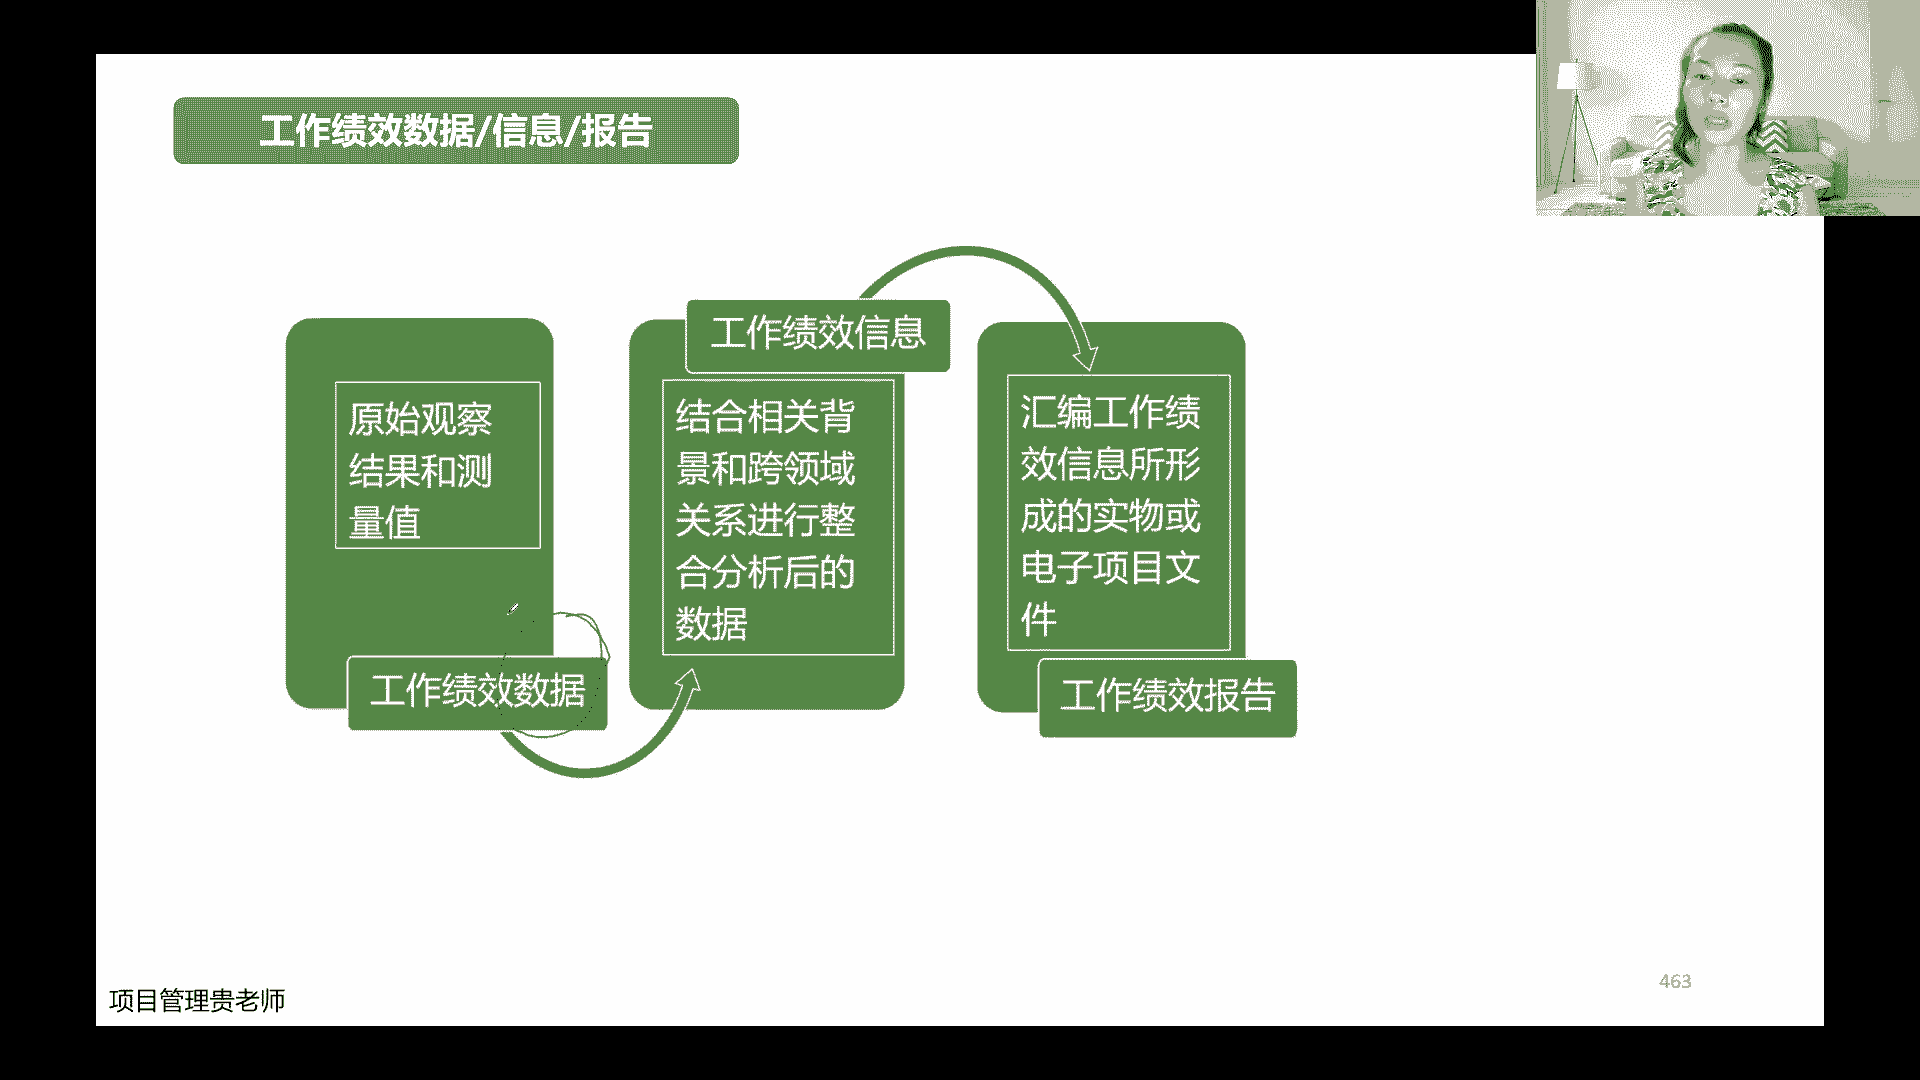 工作绩效数据/信息/报告
原始观察
结果和测
量值
工作绩效数据
工作绩效信息
结合相关背
景和跨领域
关系进行整
合分析后的
数据
汇编工作绩
效信息所形
成的实物或
电子项目文
件
工作绩效报告
项目管理贵老师
463